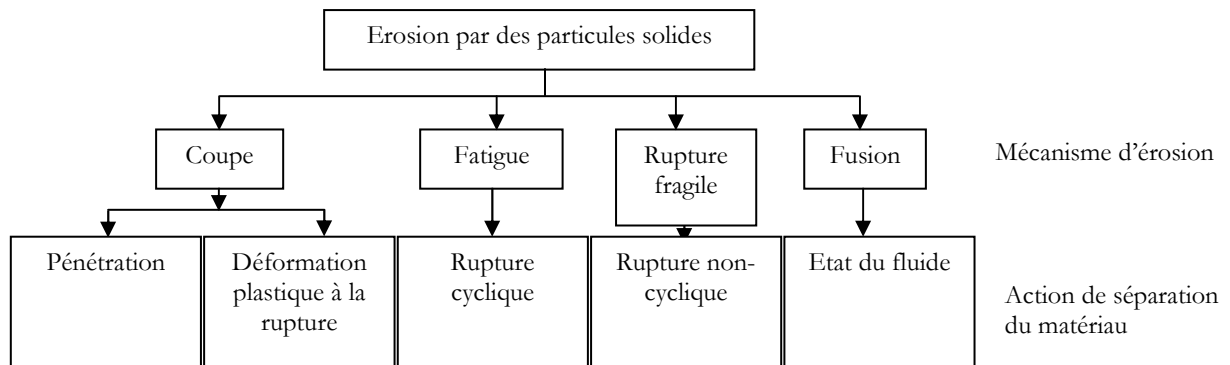 Erosion par des particules solides
Coupe
Fatigue
Rupture
fragile
Fusion
Mécanisme d'érosion
Pénétration
Déformation
plastique à la
rupture
Rupture
cyclique
Rupture non-
cyclique
Etat du fluide
Action de séparation
du matériau